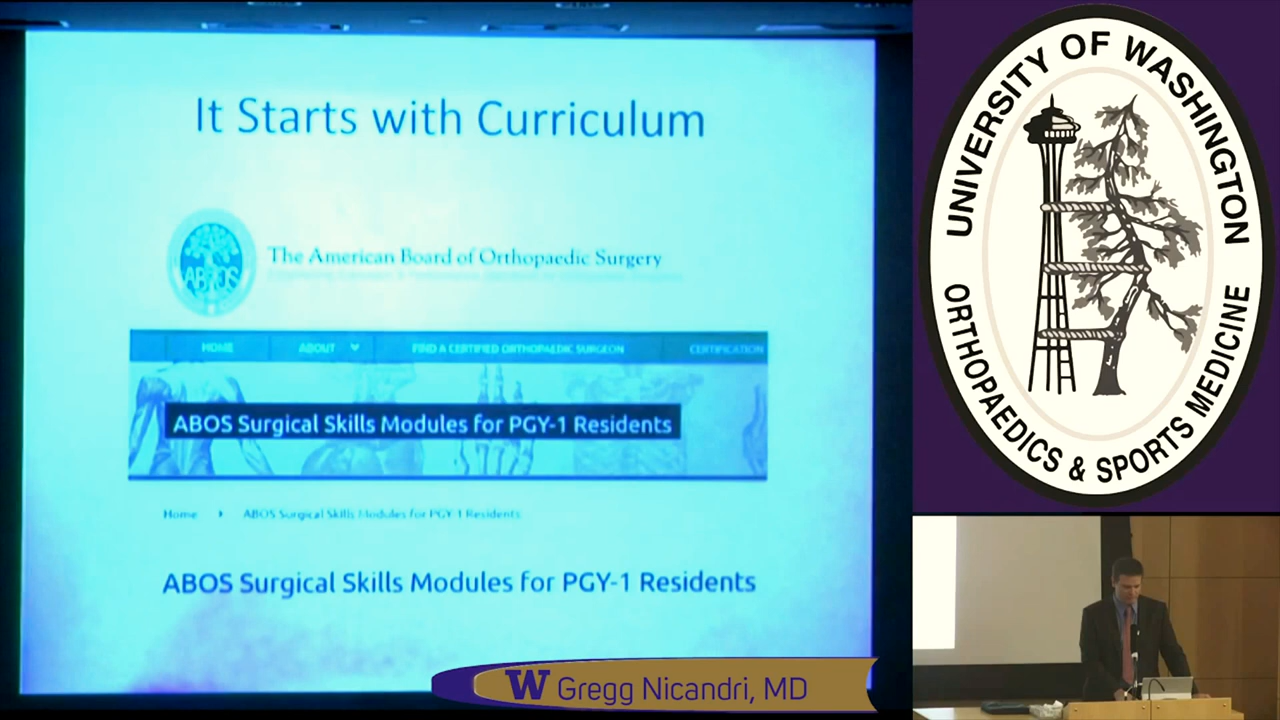 It Starts with Curriculum
ABOS
The American Board of Orthopaedic Surgery
HOME ABOUT FIND A CERTIFIED ORTHOPAEDIC SURGEON CERTIFICATION
ABOS Surgical Skills Modules for PGY-1 Residents
Home ABOS Surgical Skills Modules for PGY-1 Residents
ABOS Surgical Skills Modules for PGY-1 Residents
W Gregg Nicandri, MD
UNIVERSITY OF WASHINGTON
ORTHOPAEDICS & SPORTS MEDICINE